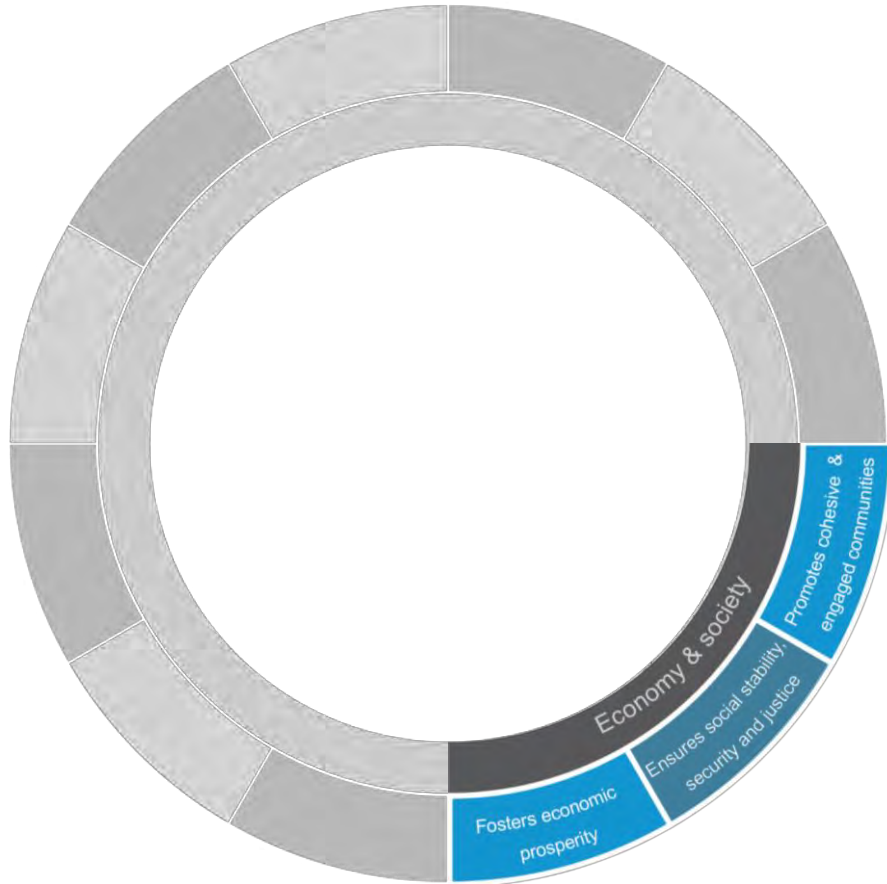 Promotes cohesive &
engaged communities
Economy & society
Ensures social stability,
security and justice
Fosters economic
prosperity